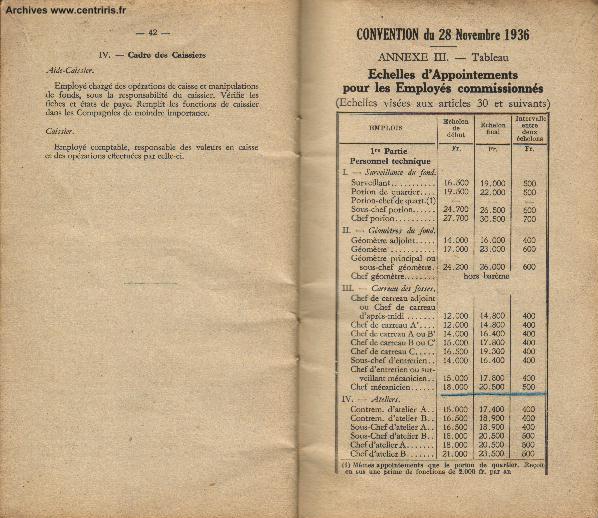 Archives www.centriris.fr
— 42 —
IV. — Cadre des Caissiers
Aide-Caissier.
Employé chargé des opérations de caisse et manipulations
de fonds, sous la responsabilité du caissier. Vérifie les
fiches et états de paye. Remplit les fonctions de caissier
dans les Compagnies de moindre importance.
Caissier.
Employé comptable, responsable des valeurs en caisse
et des opérations effectuées par celle-ci.
CONVENTION du 28 Novembre 1936
ANNEXE III. — Tableau
Echelles d'Appointements
pour les Employés commissionnés
(Echelles visées aux articles 30 et suivants)
EMPLOIS Echelon de début Echelon final Intervalle entre deux échelons
1re Partie Fr. Fr. Fr.
Personnel technique
I. — Surveillance du fond.
Surveillant 16.500 19.000 500
Porion de quartier 19.500 22.000 500
Porion-chef de quart.(1) — — —
Sous-chef porion 24.700 26.500 600
Chef porion 27.700 30.500 700
II. — Géomètres du fond.
Géomètre adjoint 14.000 16.000 400
Géomètre 17.000 23.000 600
Géomètre principal ou
sous-chef géomètre 24.200 26.000 600
Chef géomètre hors barème
III. — Carreau des fosses.
Chef de carreau adjoint
ou Chef de carreau
d'après-midi 12.000 14.800 400
Chef de carreau A' 12.000 14.800 400
Chef de carreau A ou B' 14.000 16.400 400
Chef de carreau B ou C' 15.000 17.800 400
Chef de carreau C 16.500 19.300 400
Sous-chef d'entretien 14.000 16.400 400
Chef d'entretien ou sur-
veillant mécanicien 15.000 17.800 400
Chef mécanicien 18.000 20.500 500
IV. — Ateliers.
Contrem. d'atelier A 15.000 17.400 400
Contrem. d'atelier B 16.500 18.900 400
Sous-Chef d'atelier A 16.500 18.900 400
Sous-Chef d'atelier B 18.000 20.500 500
Chef d'atelier A 18.000 20.500 500
Chef d'atelier B 21.000 23.500 500
(1) Mêmes appointements que le porion de quartier. Reçoit
en sus une prime de fonctions de 2.000 fr. par an